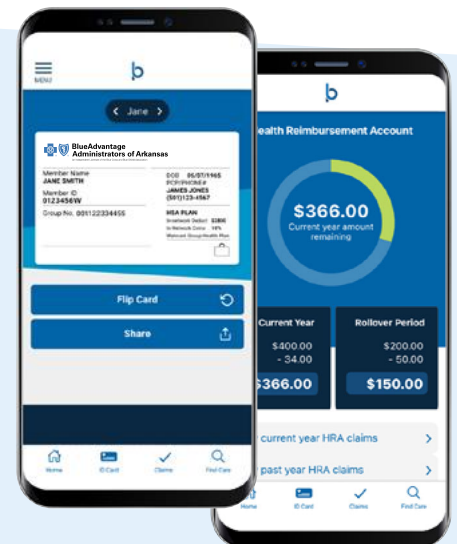 MENU
b
Jane
BlueAdvantage
Administrators of Arkansas
Member Name
JANE SMITH
Member ID
0123456W
Group No. 001122334455
DOB
PCP/PHONE#
JAMES JONES
(501)123-4567
HSA PLAN
Flip Card
Share
Home
ID Card
Claims
Find Care
b
ealth Reimbursement Account
$366.00
Current year amount
remaining
Current Year
$400.00
- 34.00
$366.00
Rollover Period
$200.00
- 50.00
$150.00
current year HRA claims
past year HRA claims
Home
ID Card
Claims
Find Care